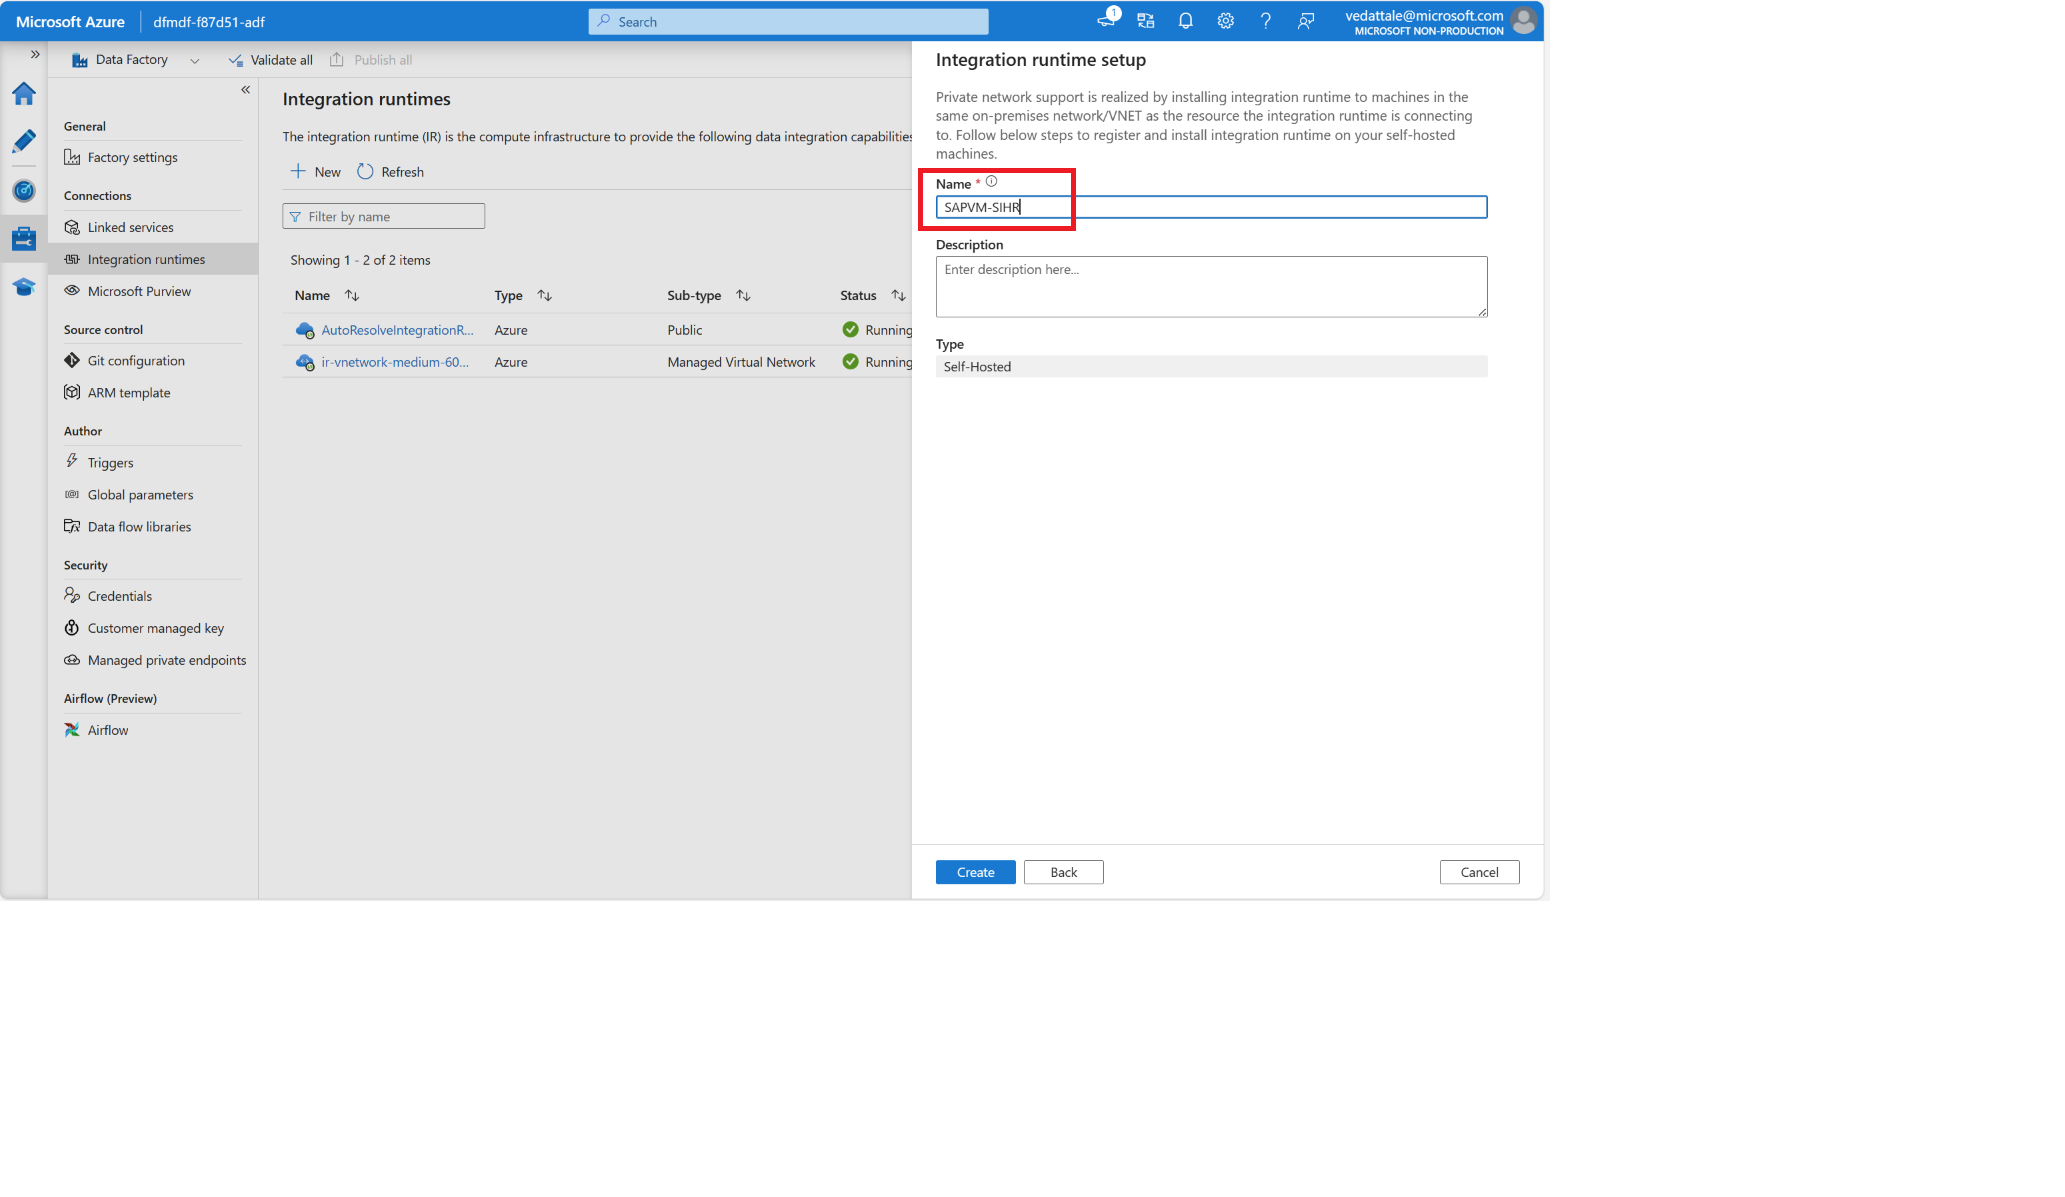 Microsoft Azure
dfmdf-f87d51-adf
Search
1
vedattale@microsoft.com
MICROSOFT NON-PRODUCTION
Data Factory
Validate all
Publish all
General
Factory settings
Connections
Linked services
Integration runtimes
Microsoft Purview
Source control
Git configuration
ARM template
Author
Triggers
Global parameters
Data flow libraries
Security
Credentials
Customer managed key
Managed private endpoints
Airflow (Preview)
Airflow
Integration runtimes
The integration runtime (IR) is the compute infrastructure to provide the following data integration capabilities
New Refresh
Filter by name
Showing 1 - 2 of 2 items
Name Type Sub-type Status
AutoResolveIntegrationR... Azure Public Running
ir-vnetwork-medium-60... Azure Managed Virtual Network Running
Integration runtime setup
Private network support is realized by installing integration runtime to machines in the
same on-premises network/VNET as the resource the integration runtime is connecting
to. Follow below steps to register and install integration runtime on your self-hosted
machines.
Name *
SAPVM-SIHR
Description
Enter description here...
Type
Self-Hosted
Create Back Cancel